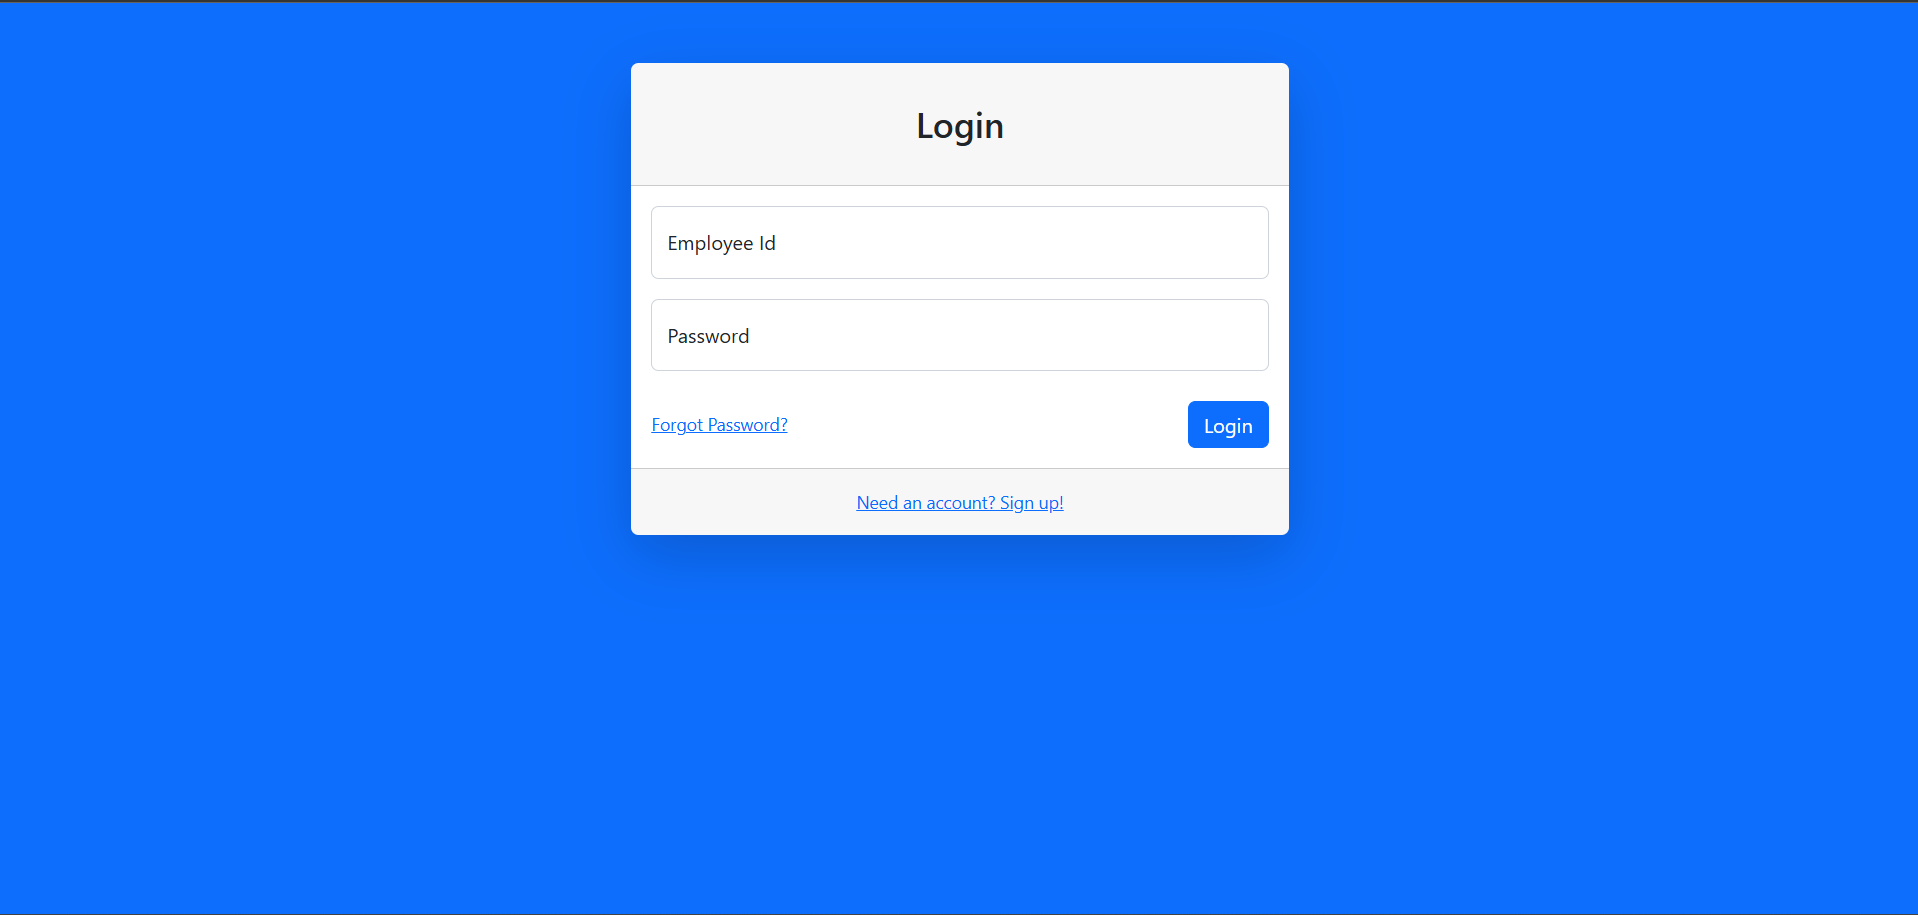 Login
Employee Id
Password
Forgot Password?
Login
Need an account? Sign up!